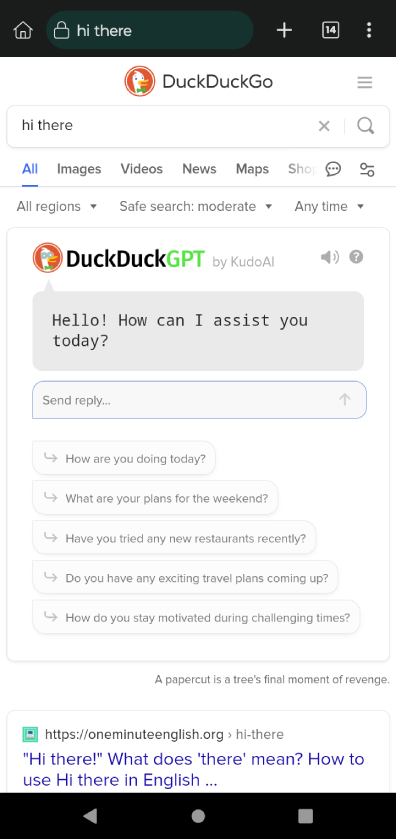 hi there
14
DuckDuckGo
hi there
All Images Videos News Maps Shop
All regions Safe search: moderate Any time
DuckDuckGPT by KudoAI
Hello! How can I assist you
today?
Send reply...
How are you doing today?
What are your plans for the weekend?
Have you tried any new restaurants recently?
Do you have any exciting travel plans coming up?
How do you stay motivated during challenging times?
A papercut is a tree's final moment of revenge.
https://oneminuteenglish.org › hi-there
"Hi there!" What does 'there' mean? How to
use Hi there in English ...